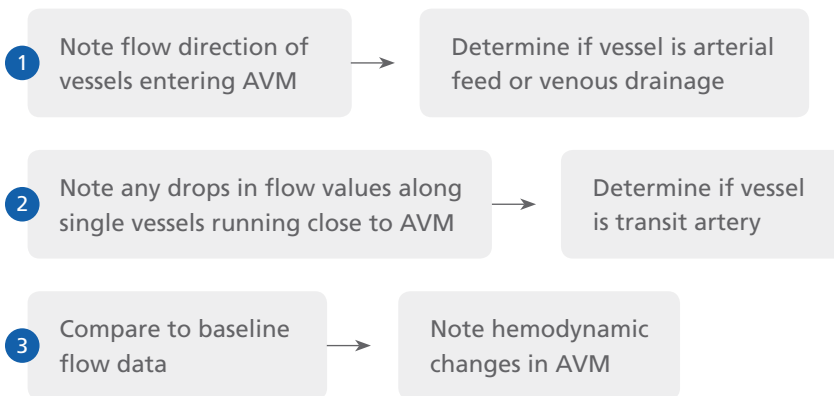 1
Note flow direction of
vessels entering AVM
Determine if vessel is arterial
feed or venous drainage
2
Note any drops in flow values along
single vessels running close to AVM
Determine if vessel
is transit artery
3
Compare to baseline
flow data
Note hemodynamic
changes in AVM